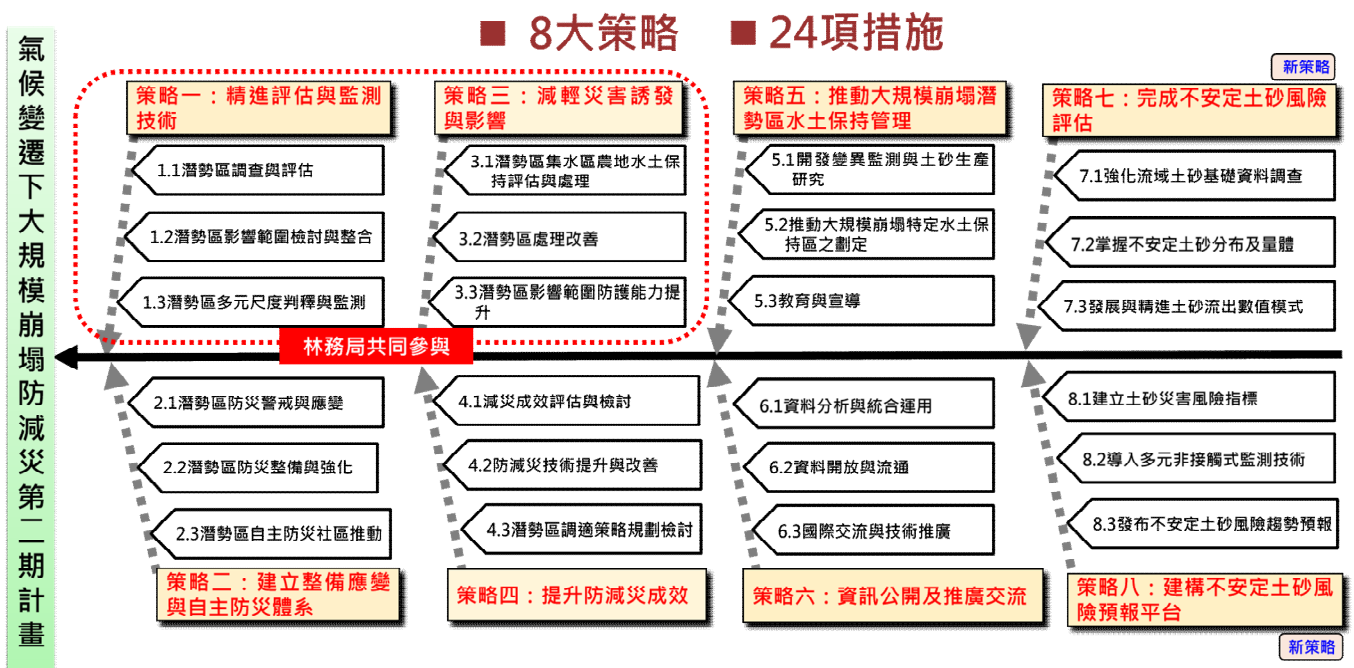 ■ 8大策略 ■ 24項措施
氣候變遷下大規模崩塌防減災第二期計畫
策略一：精進評估與監測
技術
1.1潛勢區調查與評估
1.2潛勢區影響範圍檢討與整合
1.3潛勢區多元尺度判釋與監測
策略三：減輕災害誘發
與影響
3.1潛勢區集水區農地水土保
持評估與處理
3.2潛勢區處理改善
3.3潛勢區影響範圍防護能力提
升
林務局共同參與
策略五：推動大規模崩塌潛
勢區水土保持管理
5.1開發變異監測與土砂生產
研究
5.2推動大規模崩塌特定水土保
持區之劃定
5.3教育與宣導
新策略
策略七：完成不安定土砂風險
評估
7.1強化流域土砂基礎資料調查
7.2掌握不安定土砂分布及量體
7.3發展與精進土砂流出數值模式
2.1潛勢區防災警戒與應變
2.2潛勢區防災整備與強化
2.3潛勢區自主防災社區推動
策略二：建立整備應變
與自主防災體系
4.1減災成效評估與檢討
4.2防減災技術提升與改善
4.3潛勢區調適策略規劃檢討
策略四：提升防減災成效
6.1資料分析與統合運用
6.2資料開放與流通
6.3國際交流與技術推廣
策略六：資訊公開及推廣交流
8.1建立土砂災害風險指標
8.2導入多元非接觸式監測技術
8.3發布不安定土砂風險趨勢預報
策略八：建構不安定土砂風
險預報平台
新策略